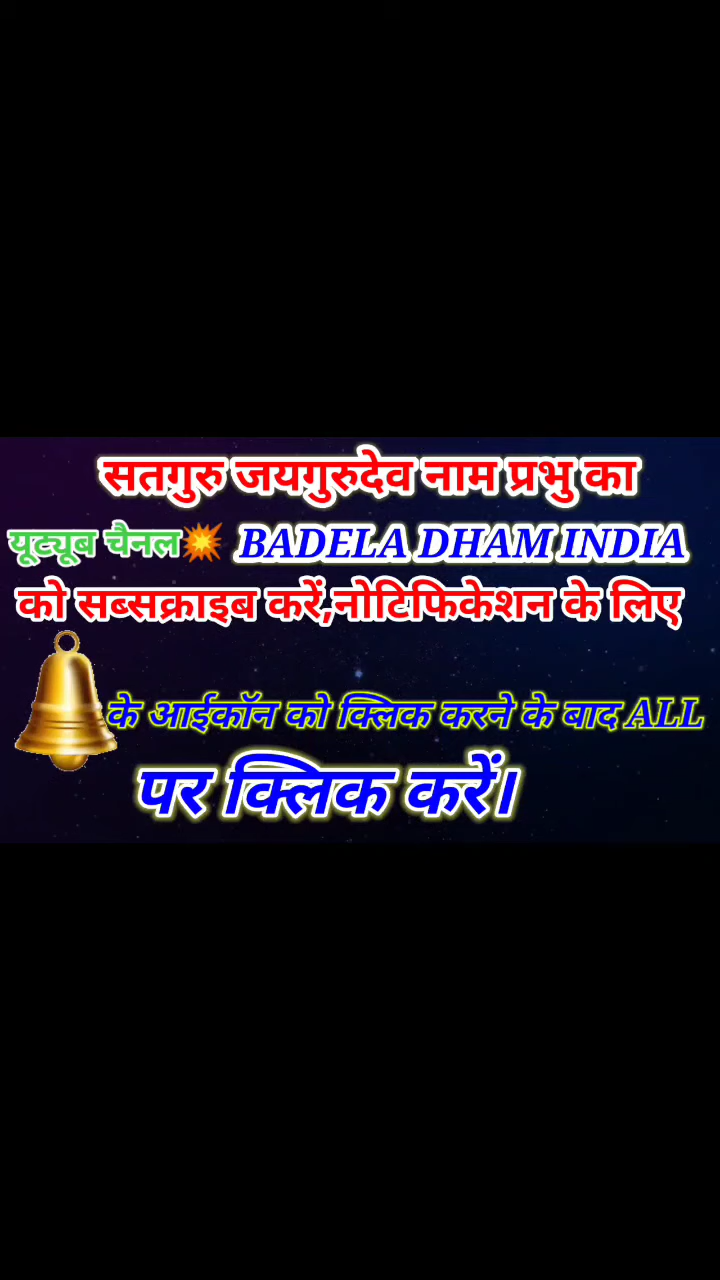 सतगुरु जयगुरुदेव नाम प्रभु का
यूट्यूब चैनल💥 BADELA DHAM INDIA
को सब्सक्राइब करें,नोटिफिकेशन के लिए
के आईकॉन को क्लिक करने के बाद ALL
पर क्लिक करें।